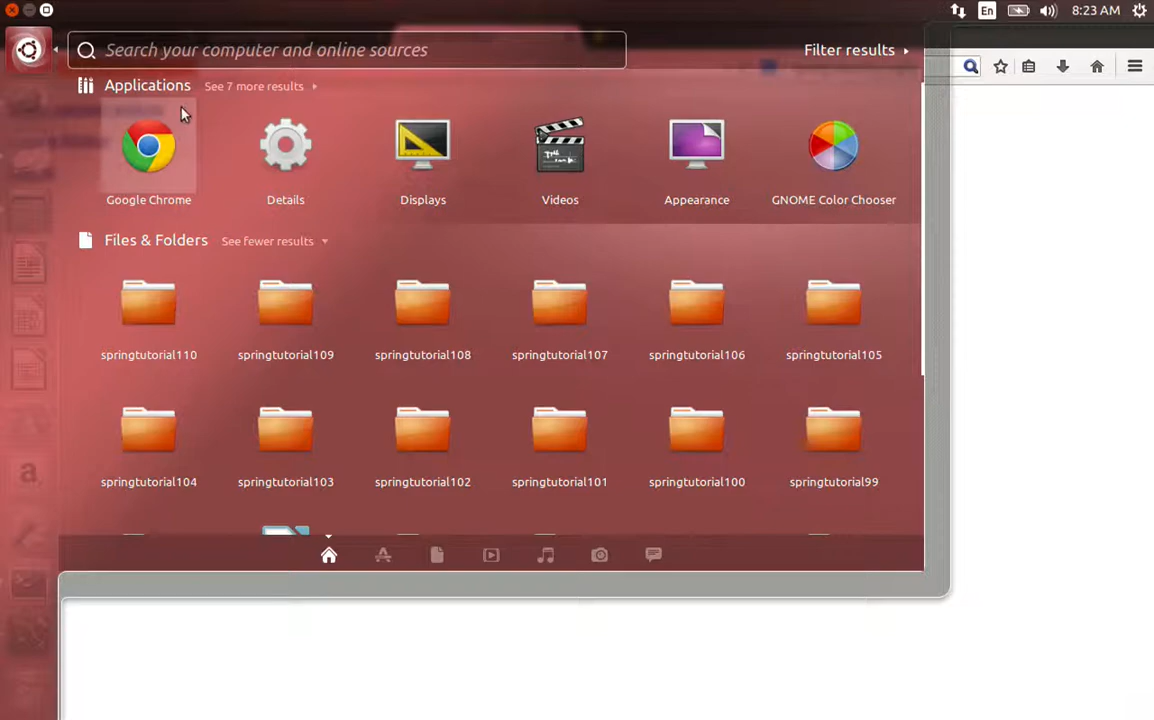 En
8:23 AM
Search your computer and online sources
Filter results
Applications
See 7 more results
Google Chrome
Details
Displays
Videos
Appearance
GNOME Color Chooser
Files & Folders
See fewer results
springtutorial110
springtutorial109
springtutorial108
springtutorial107
springtutorial106
springtutorial105
springtutorial104
springtutorial103
springtutorial102
springtutorial101
springtutorial100
springtutorial99